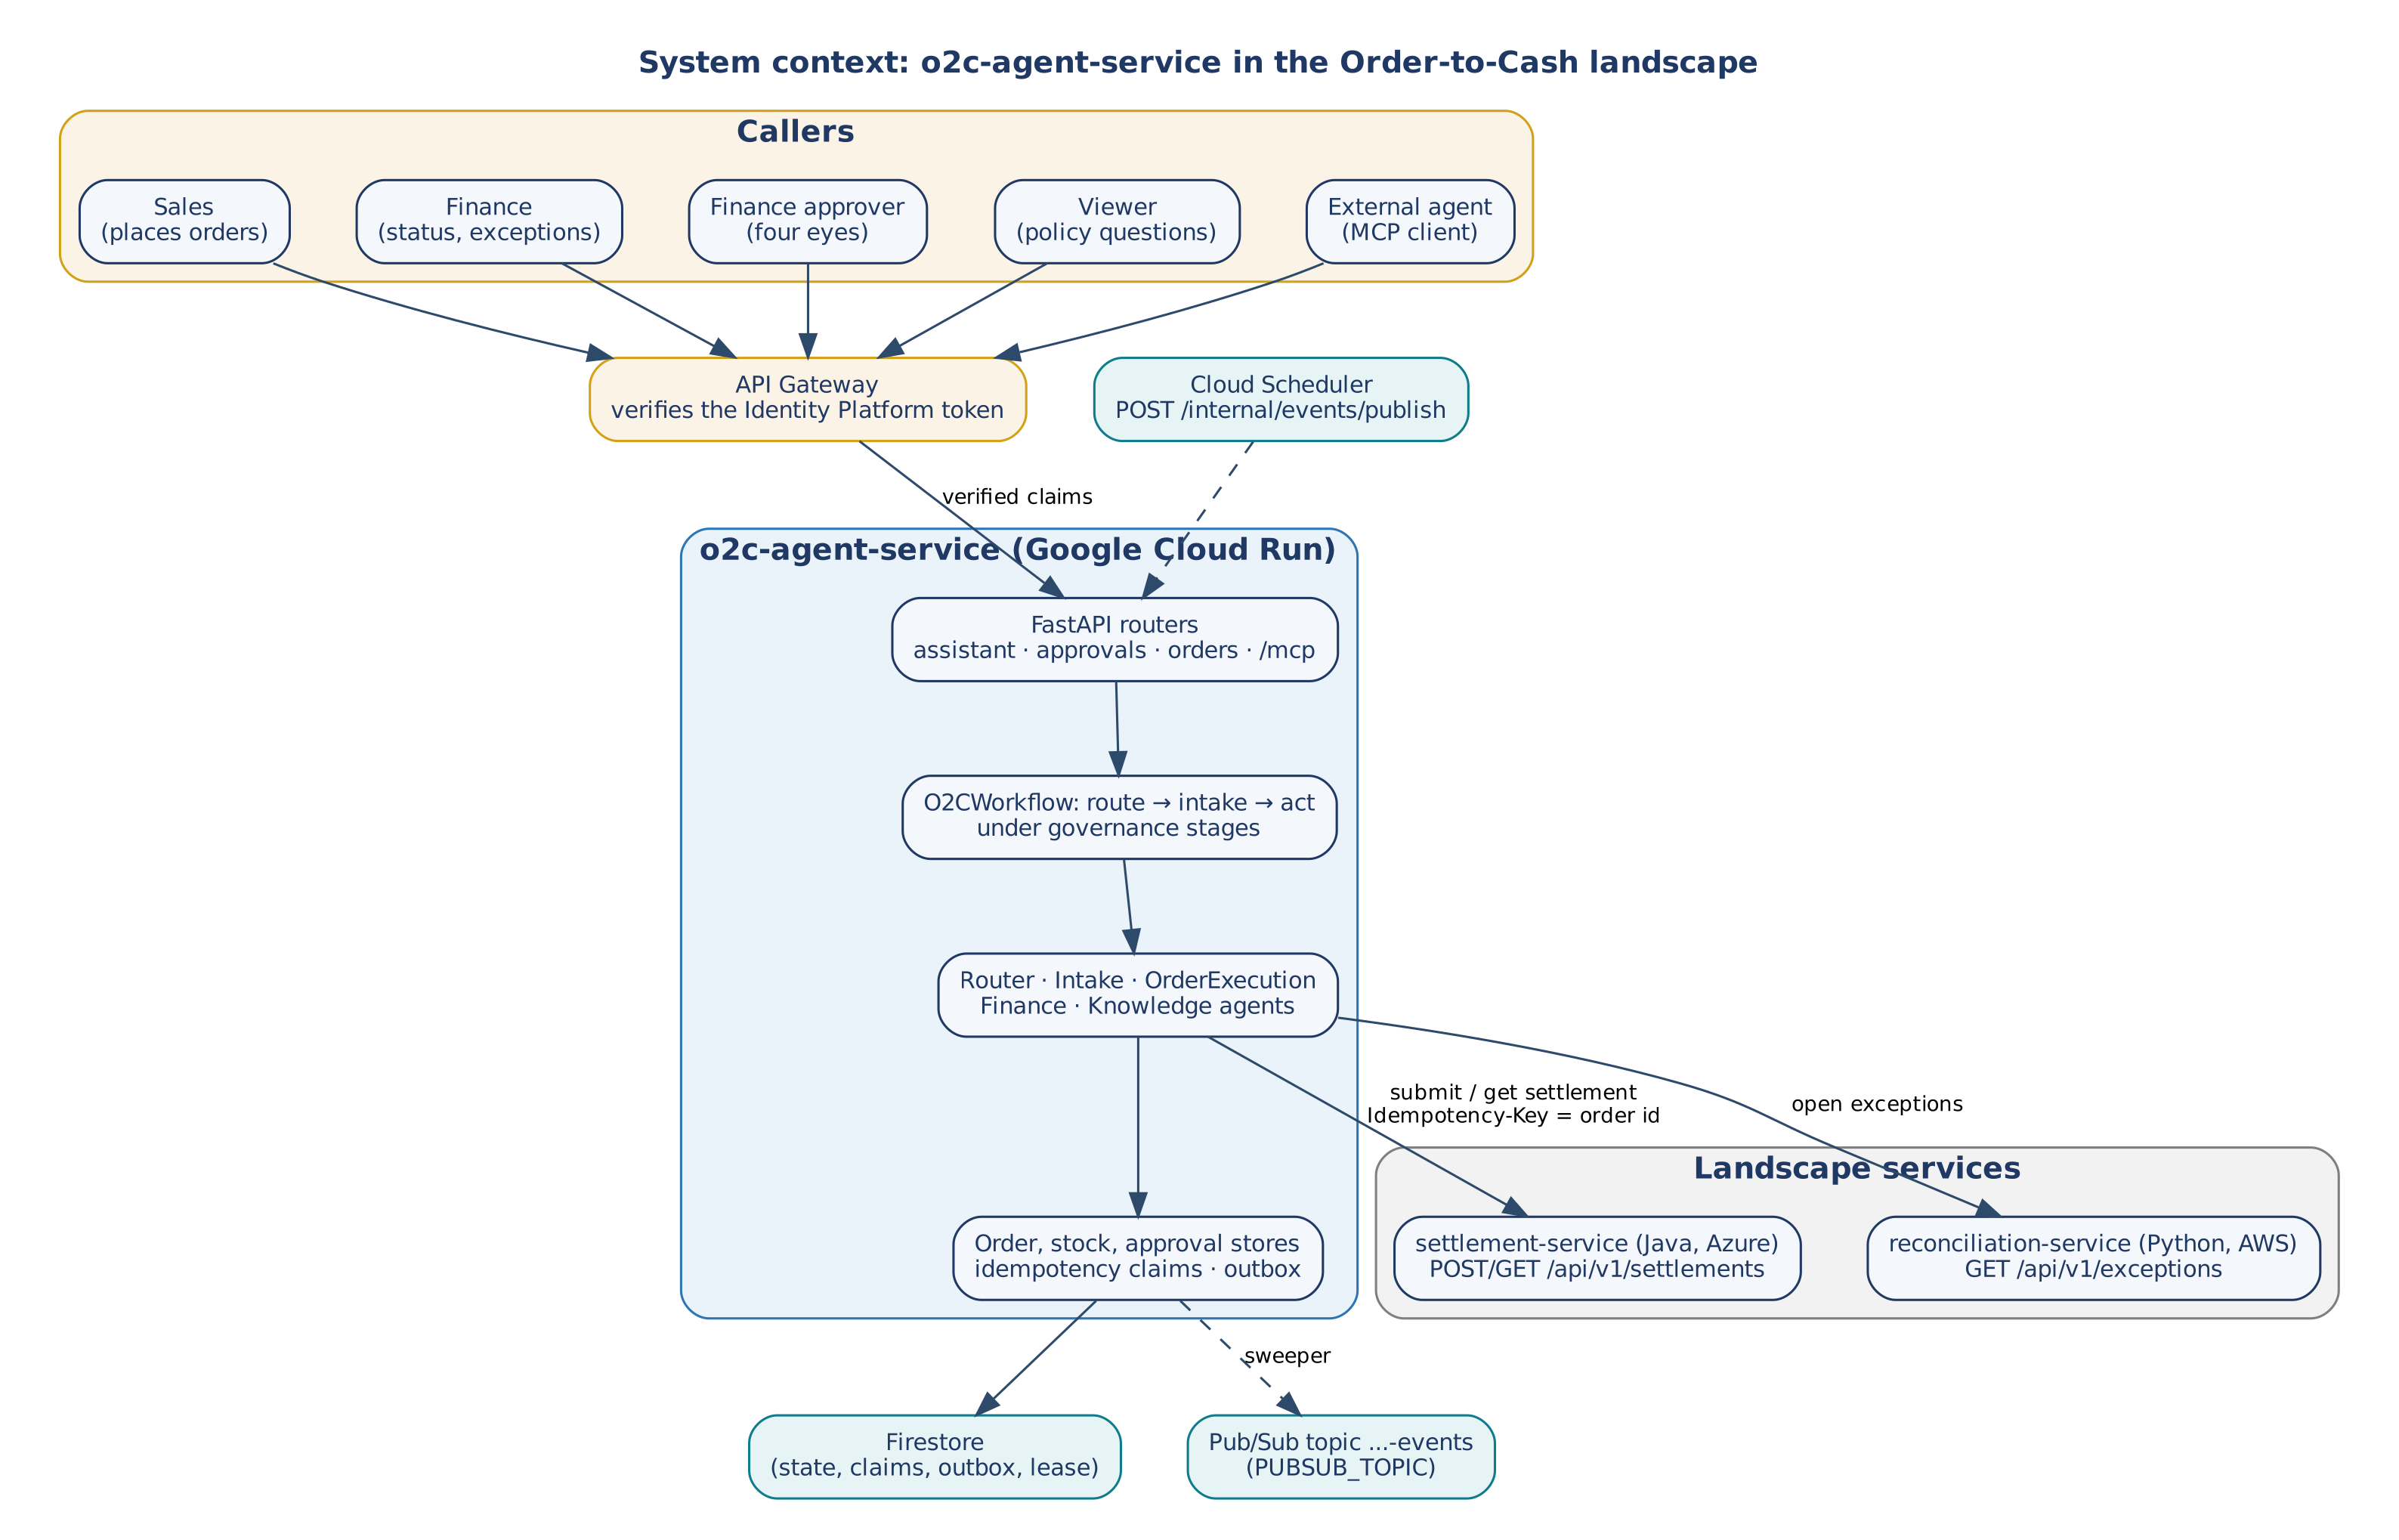 System context: o2c-agent-service in the Order-to-Cash landscape
Callers
Sales
(places orders)
Finance
(status, exceptions)
Finance approver
(four eyes)
Viewer
(policy questions)
External agent
(MCP client)
API Gateway
verifies the Identity Platform token
Cloud Scheduler
POST /internal/events/publish
verified claims
o2c-agent-service (Google Cloud Run)
FastAPI routers
assistant · approvals · orders · /mcp
O2CWorkflow: route → intake → act
under governance stages
Router · Intake · OrderExecution
Finance · Knowledge agents
submit / get settlement
Idempotency-Key = order id
open exceptions
Landscape services
Order, stock, approval stores
idempotency claims · outbox
settlement-service (Java, Azure)
POST/GET /api/v1/settlements
reconciliation-service (Python, AWS)
GET /api/v1/exceptions
sweeper
Firestore
(state, claims, outbox, lease)
Pub/Sub topic ...-events
(PUBSUB_TOPIC)